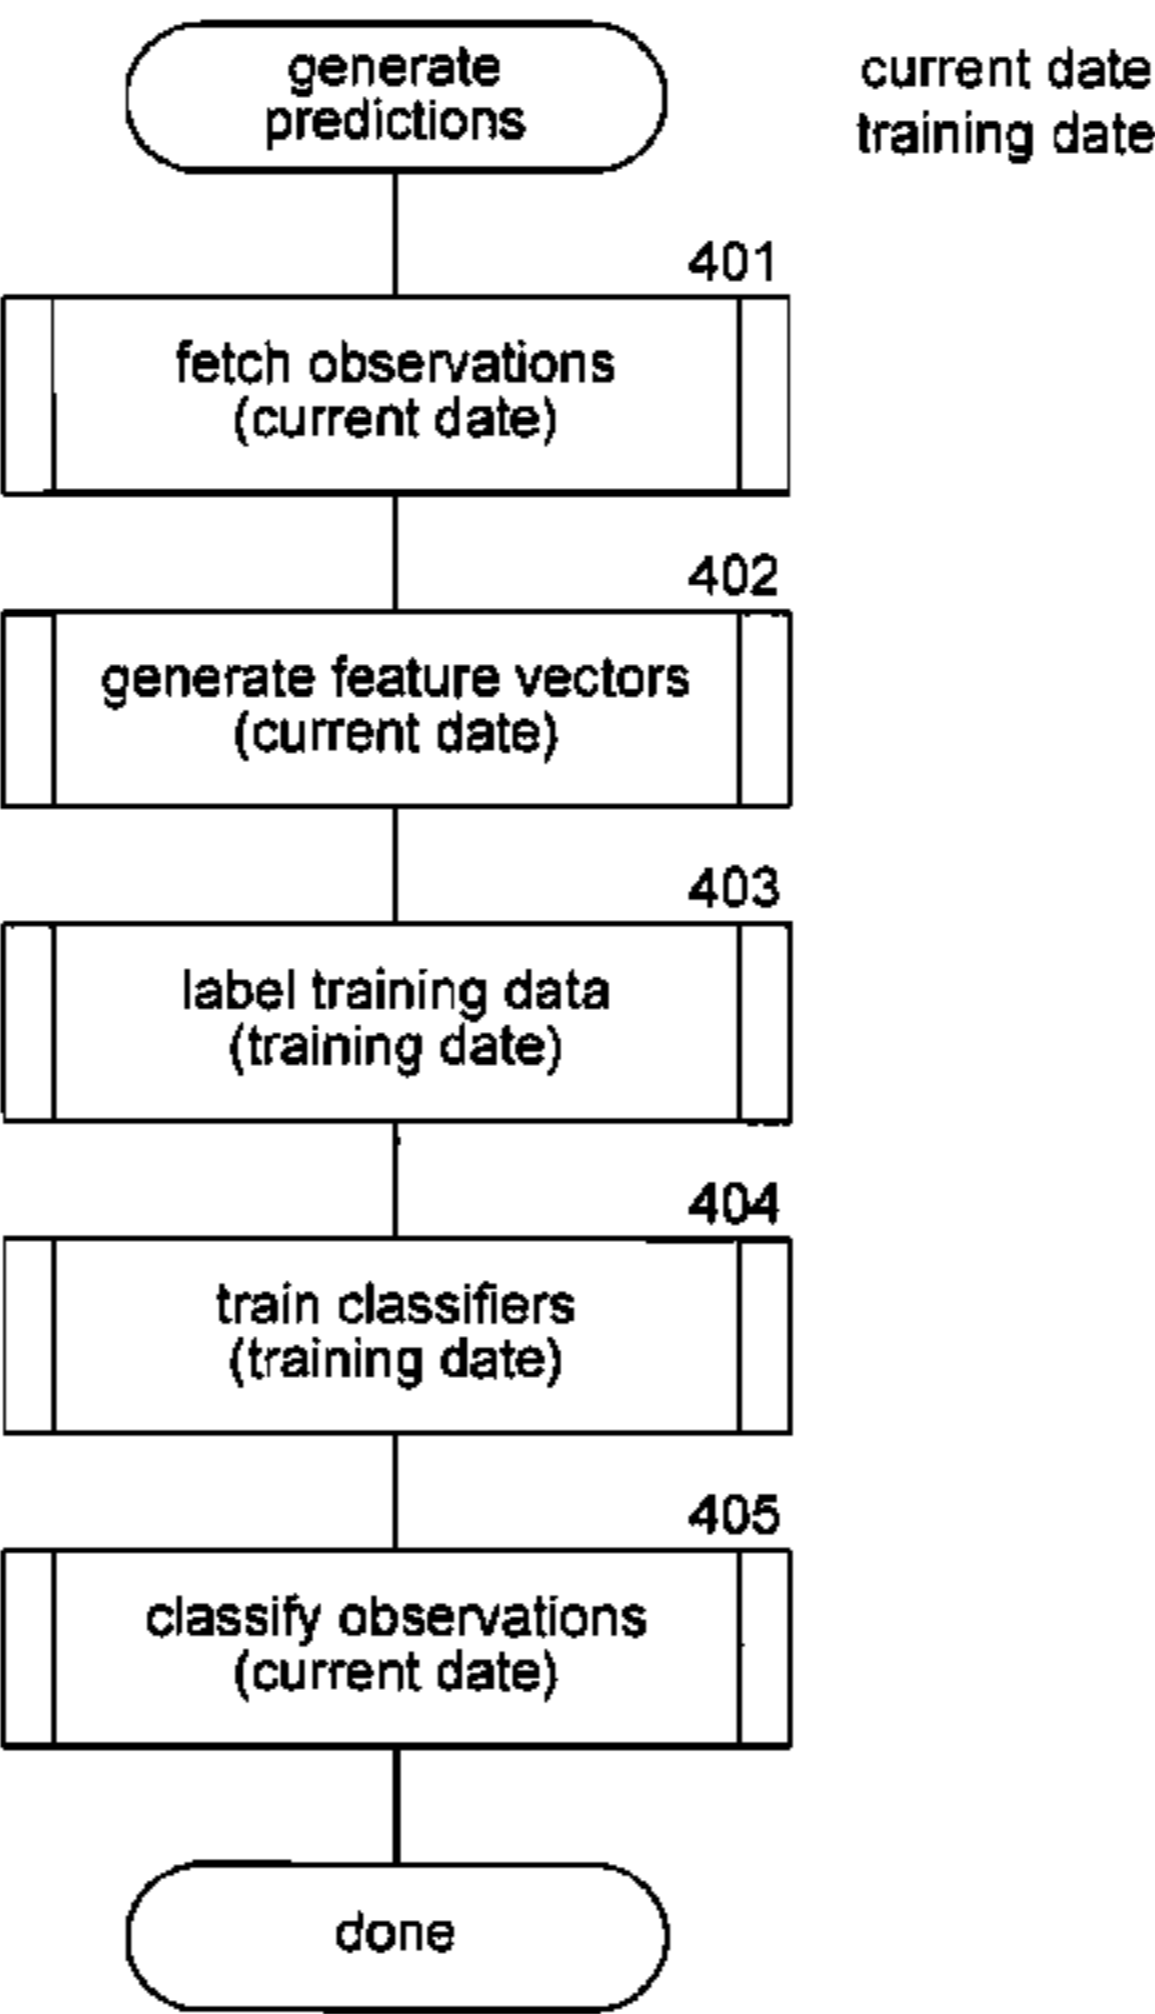 generate
predictions
current date
training date
401
fetch observations
(current date)
402
generate feature vectors
(current date)
403
label training data
(training date)
404
train classifiers
(training date)
405
classify observations
(current date)
done